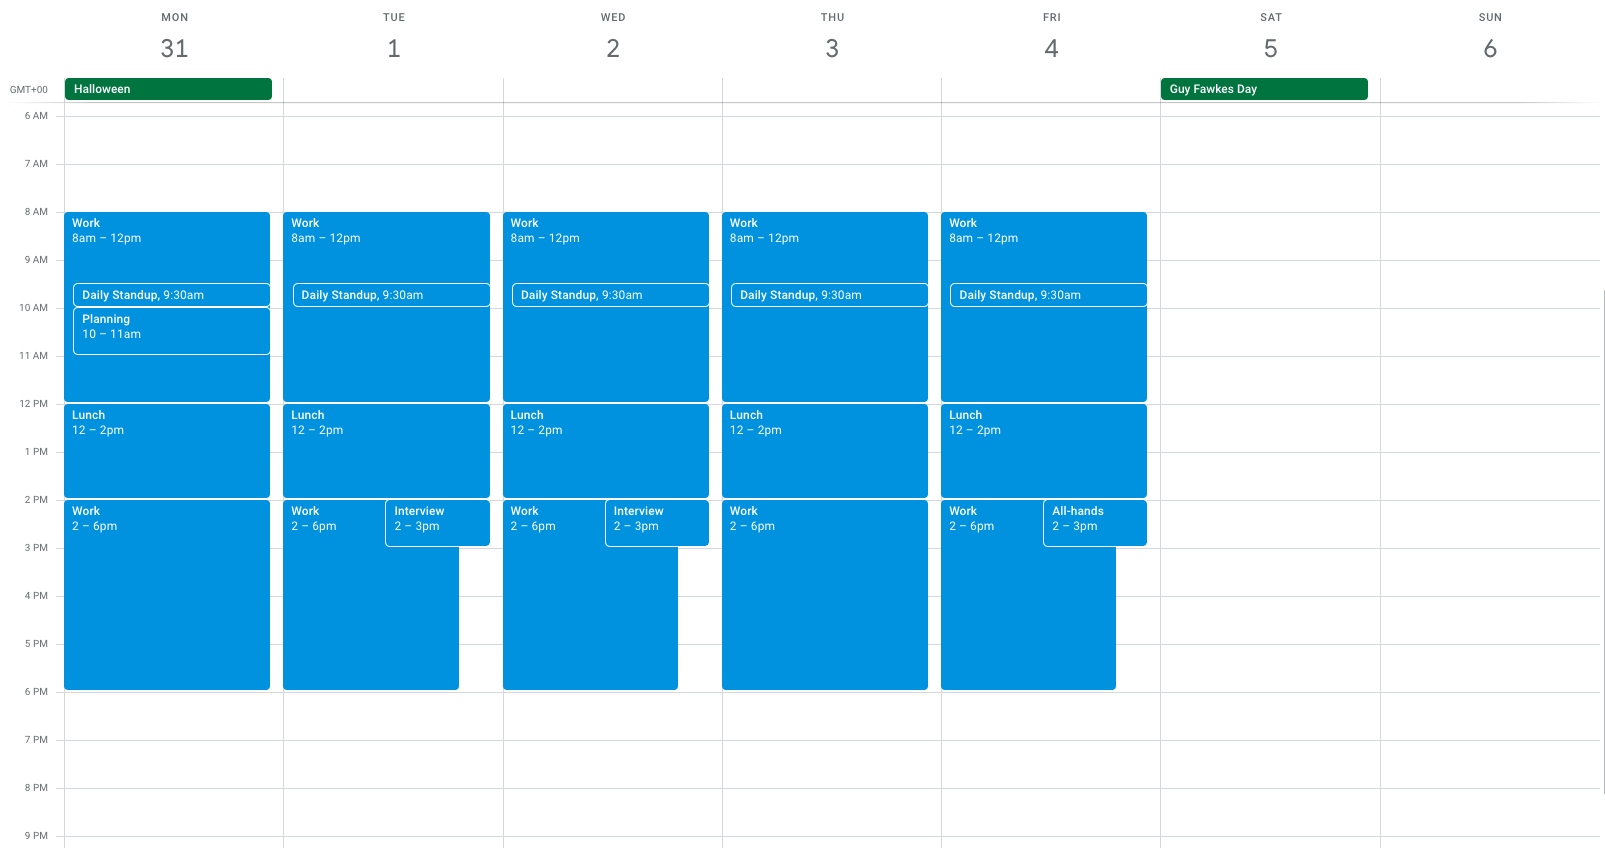 MON
TUE
WED
THU
FRI
SAT
SUN
31
1
2
3
4
5
6
GMT+00
Halloween
Guy Fawkes Day
6 AM
7 AM
8 AM
9 AM
10 AM
11 AM
12 PM
1 PM
2 PM
3 PM
4 PM
5 PM
6 PM
7 PM
8 PM
9 PM
Work
8am – 12pm
Daily Standup, 9:30am
Planning
10 – 11am
Lunch
12 – 2pm
Work
2 – 6pm
Work
8am – 12pm
Daily Standup, 9:30am
Lunch
12 – 2pm
Work
2 – 6pm
Interview
2 – 3pm
Work
8am – 12pm
Daily Standup, 9:30am
Lunch
12 – 2pm
Work
2 – 6pm
Interview
2 – 3pm
Work
8am – 12pm
Daily Standup, 9:30am
Lunch
12 – 2pm
Work
2 – 6pm
Work
8am – 12pm
Daily Standup, 9:30am
Lunch
12 – 2pm
Work
2 – 6pm
All-hands
2 – 3pm